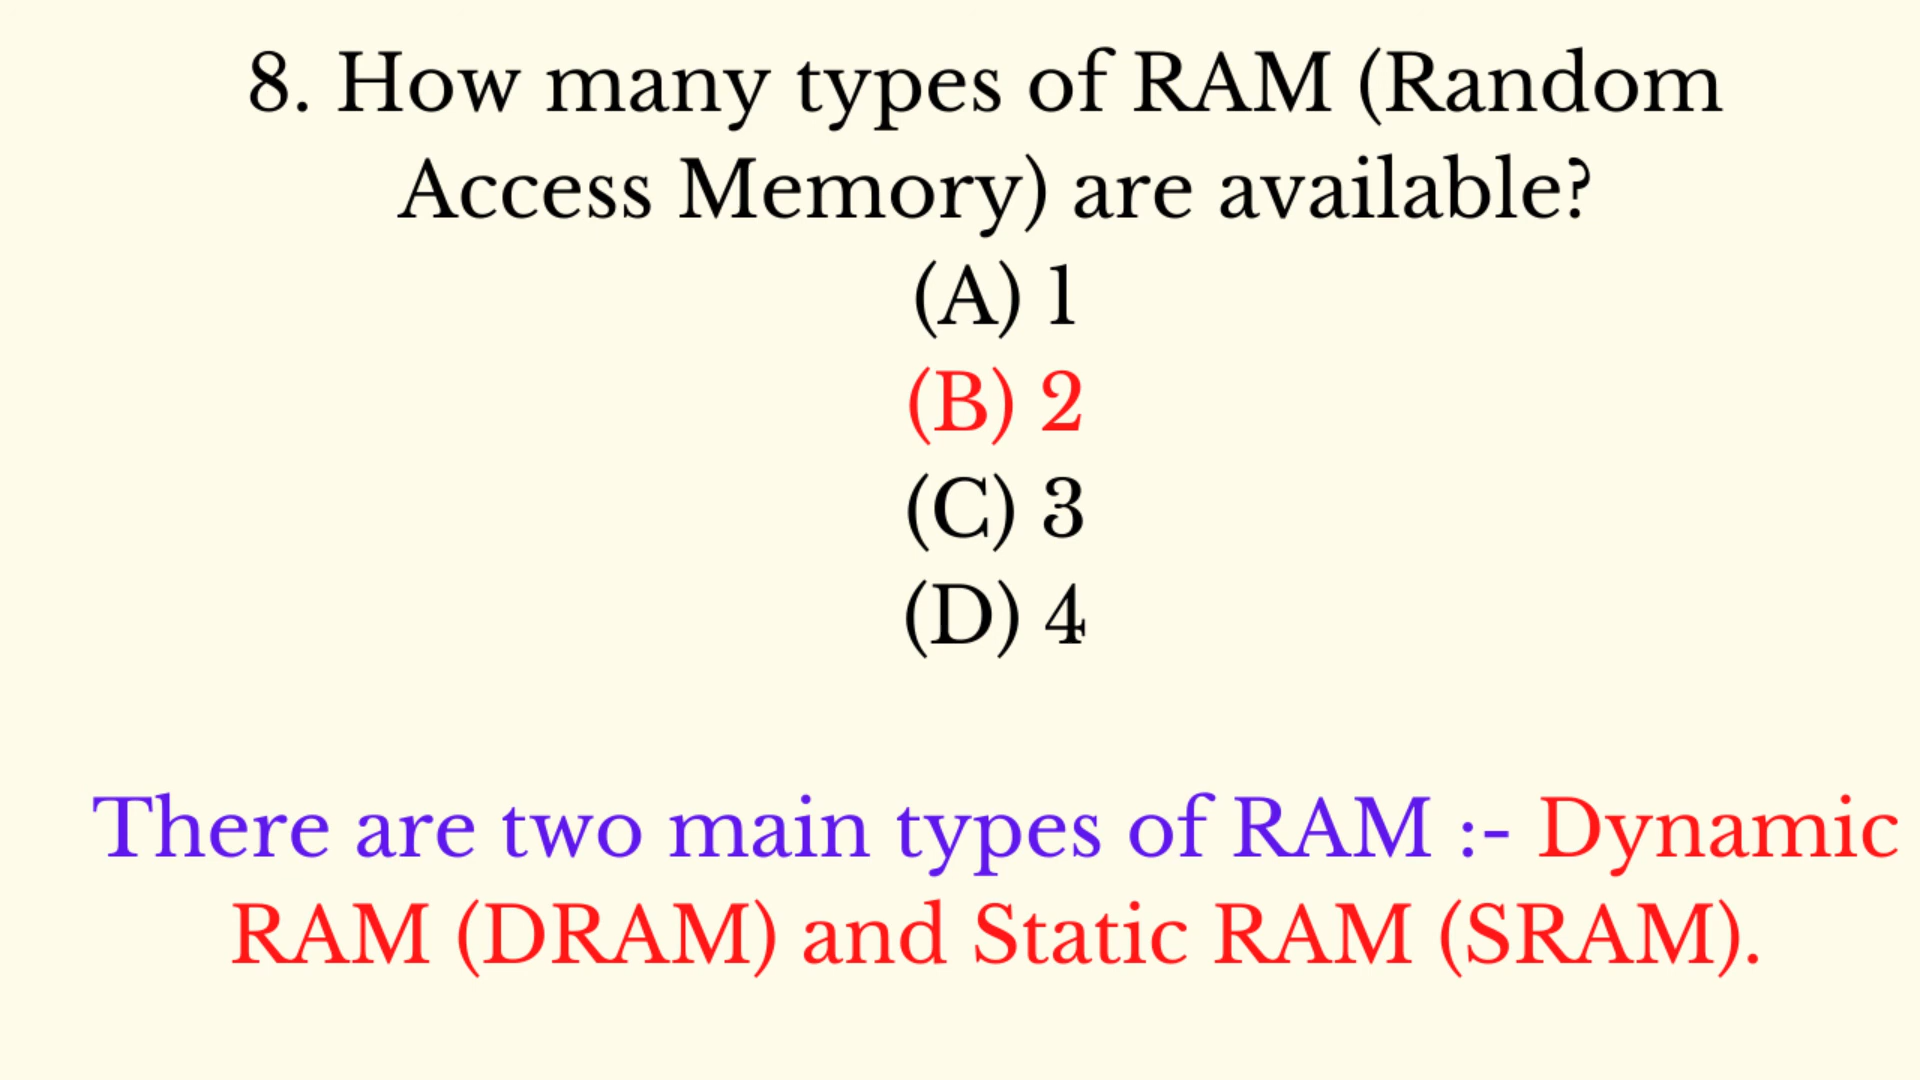 8. How many types of RAM (Random
Access Memory) are available?
(A) 1
(B) 2
(C) 3
(D) 4
There are two main types of RAM :- Dynamic
RAM (DRAM) and Static RAM (SRAM).